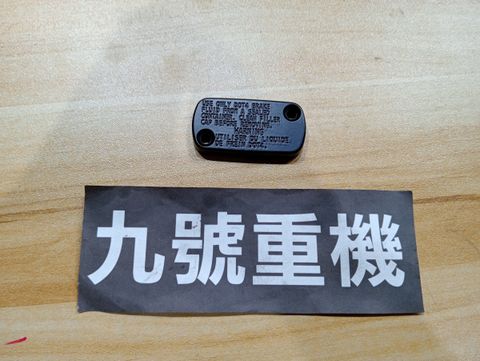 USE ONLY DOT4 BRAKE
FLUID FROM A SEALED
CONTAINER. CLEAN FILLER
CAP BEFORE REMOVING.
WARNING
UTILISER DU LIQUIDE
DE FREIN DOT4.
九號重機